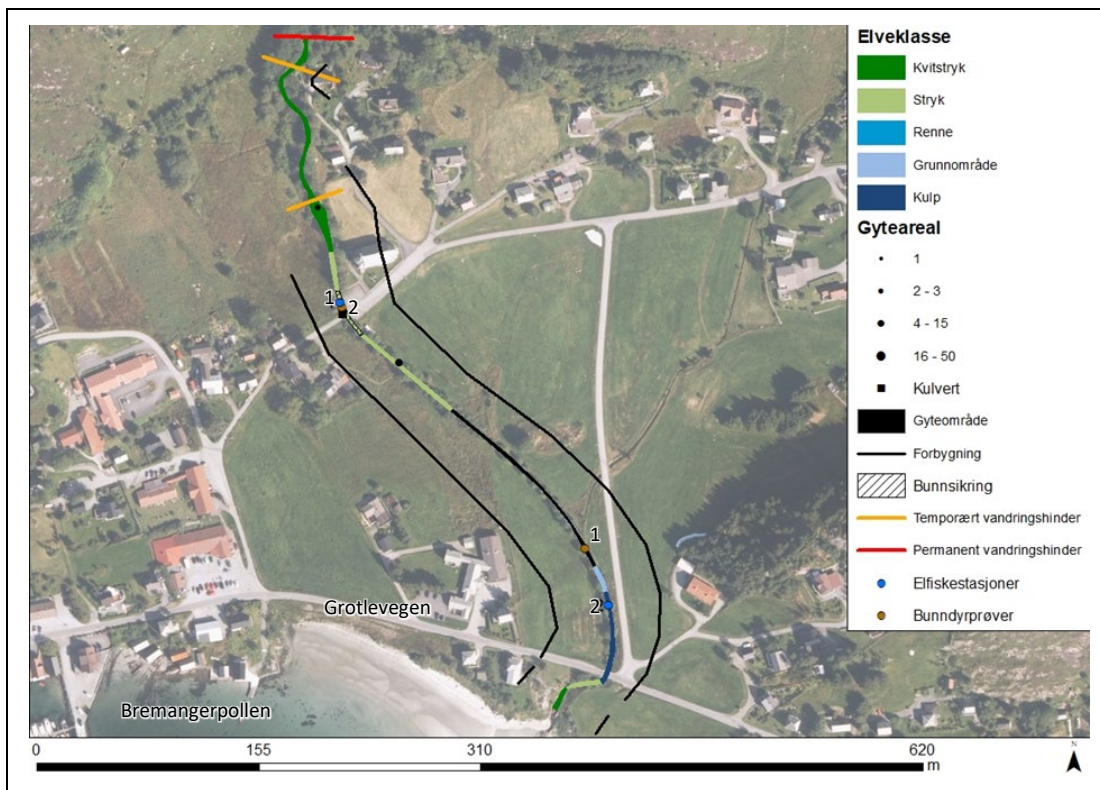 Elveklasse
Kvitstryk
Stryk
Renne
Grunnområde
Kulp
Gyteareal
1
2 - 3
4 - 15
16 - 50
Kulvert
Gyteområde
Forbygning
Bunnsikring
Temporært vandringshinder
Permanent vandringshinder
Elfiskestasjoner
Bunndyrprøver
1 2
1
2
Grotlevegen
Bremangerpollen
0 155 310 620
m
N